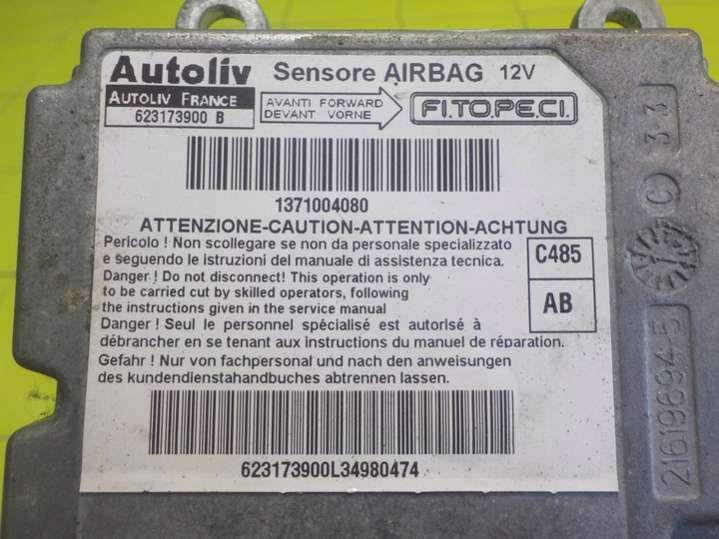 Autoliv Sensore AIRBAG 12V
AUTOLIV FRANCE
623173900 B
AVANTI FORWARD
DEVANT VORNE
F.I.TO.PE.CI.
1371004080
ATTENZIONE-CAUTION-ATTENTION-ACHTUNG
Pericolo ! Non scollegare se non da personale specializzato
e seguendo le istruzioni del manuale di assistenza tecnica.
Danger ! Do not disconnect! This operation is only
to be carried cut by skilled operators, following
the instructions given in the service manual
Danger ! Seul le personnel spécialisé est autorisé à
débrancher en se tenant aux instructions du manuel de réparation.
Gefahr ! Nur von fachpersonal und nach den anweisungen
des kundendienstahandbuches abtrennen lassen.
C485
AB
623173900L34980474
C 3.3
21619694-5